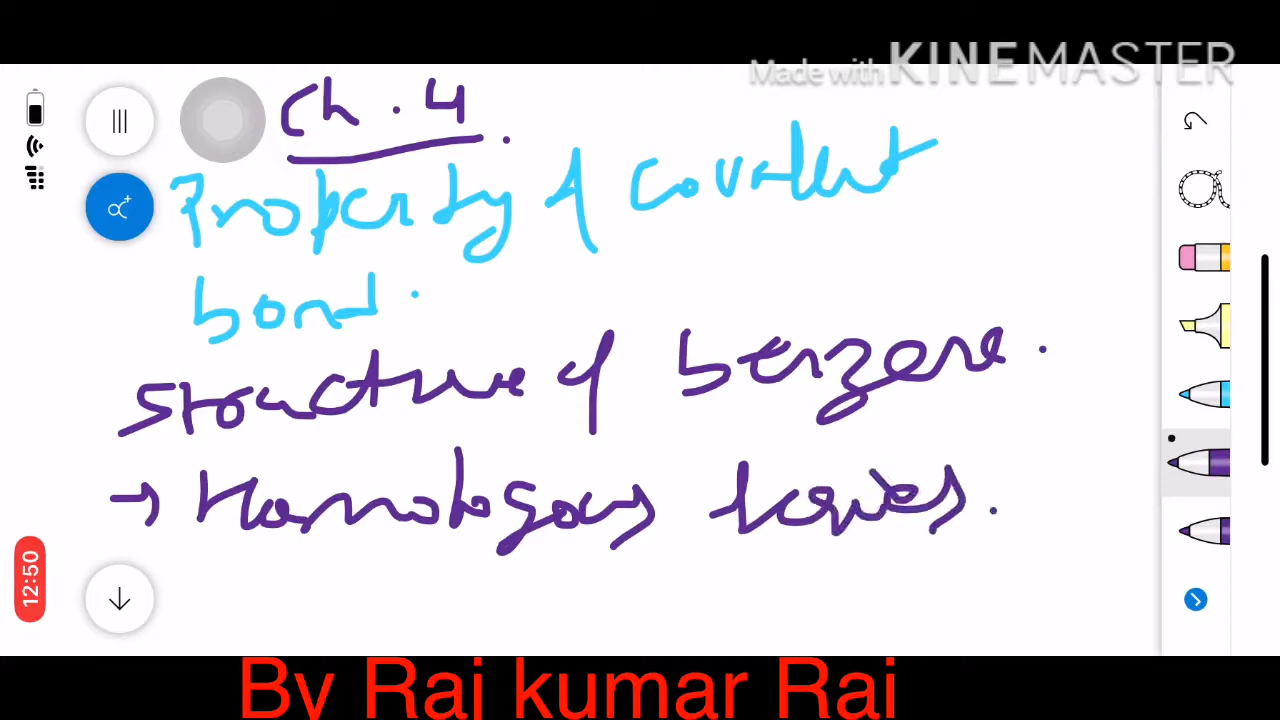 Made with KINEMASTER
Ch. 4.
Property of covalent
bond.
structure of benzene.
→ Homologous series.
12:50
By Raj kumar Rai